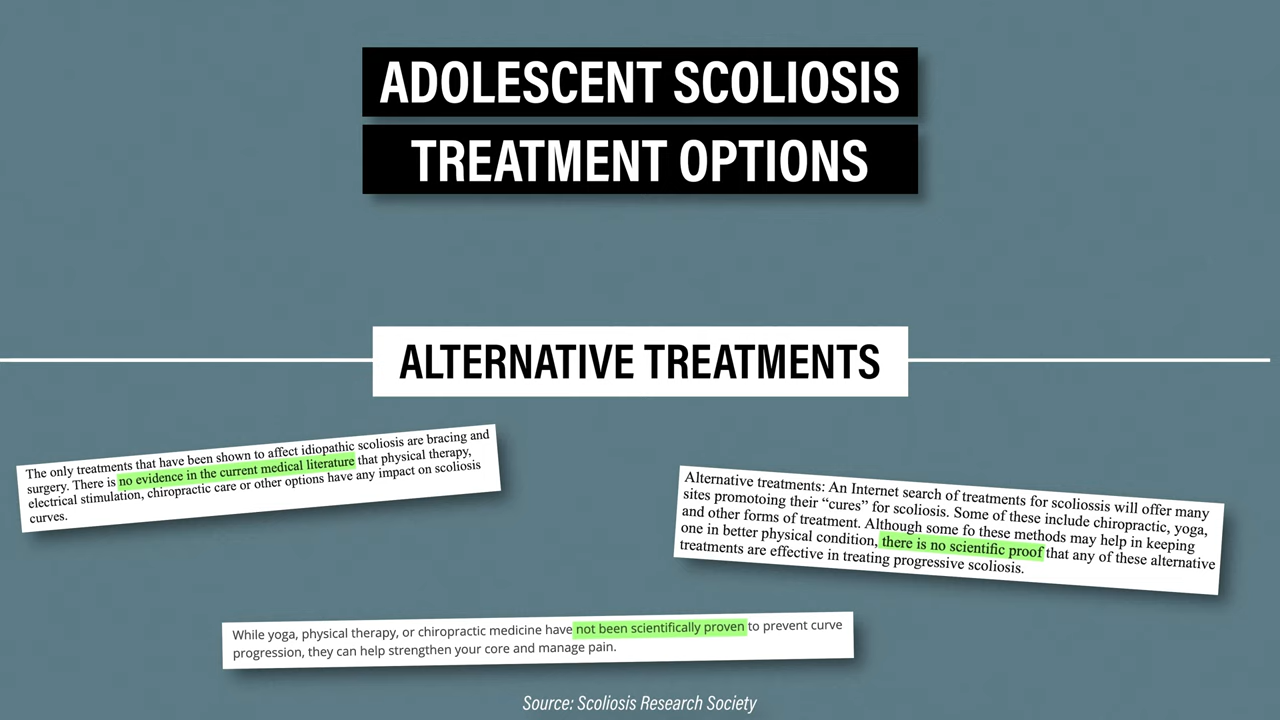 ADOLESCENT SCOLIOSIS
TREATMENT OPTIONS
ALTERNATIVE TREATMENTS
The only treatments that have been shown to affect idiopathic scoliosis are bracing and
surgery. There is no evidence in the current medical literature that physical therapy,
electrical stimulation, chiropractic care or other options have any impact on scoliosis
curves.
Alternative treatments: An Internet search of treatments for scoliossis will offer many
sites promotoing their “cures” for scoliosis. Some of these include chiropractic, yoga,
and other forms of treatment. Although some fo these methods may help in keeping
one in better physical condition, there is no scientific proof that any of these alternative
treatments are effective in treating progressive scoliosis.
While yoga, physical therapy, or chiropractic medicine have not been scientifically proven to prevent curve
progression, they can help strengthen your core and manage pain.
Source: Scoliosis Research Society